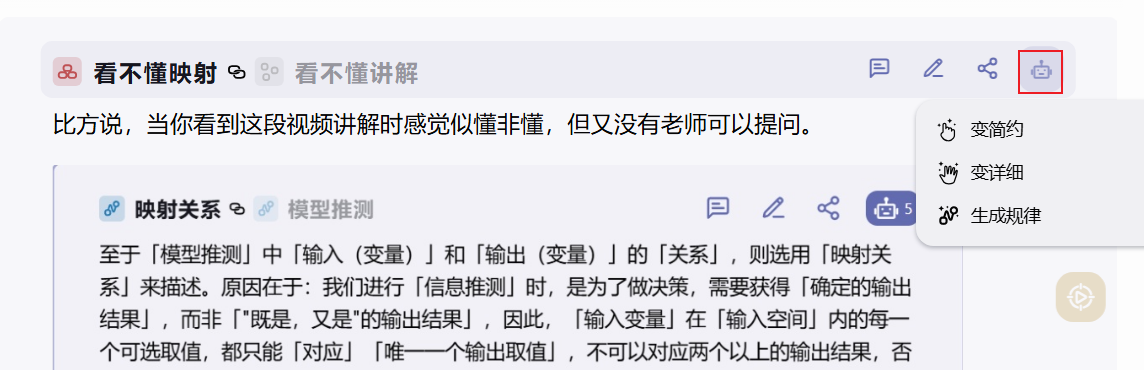 看不懂映射 看不懂讲解
比方说，当你看到这段视频讲解时感觉似懂非懂，但又没有老师可以提问。
变简约
变详细
生成规律
映射关系 模型推测
5
至于「模型推测」中「输入（变量）」和「输出（变量）」的「关系」，则选用「映射关
系」来描述。原因在于：我们进行「信息推测」时，是为了做决策，需要获得「确定的输出
结果」，而非「"既是，又是"的输出结果」，因此，「输入变量」在「输入空间」内的每一
个可选取值，都只能「对应」「唯一一个输出取值」，不可以对应两个以上的输出结果，否